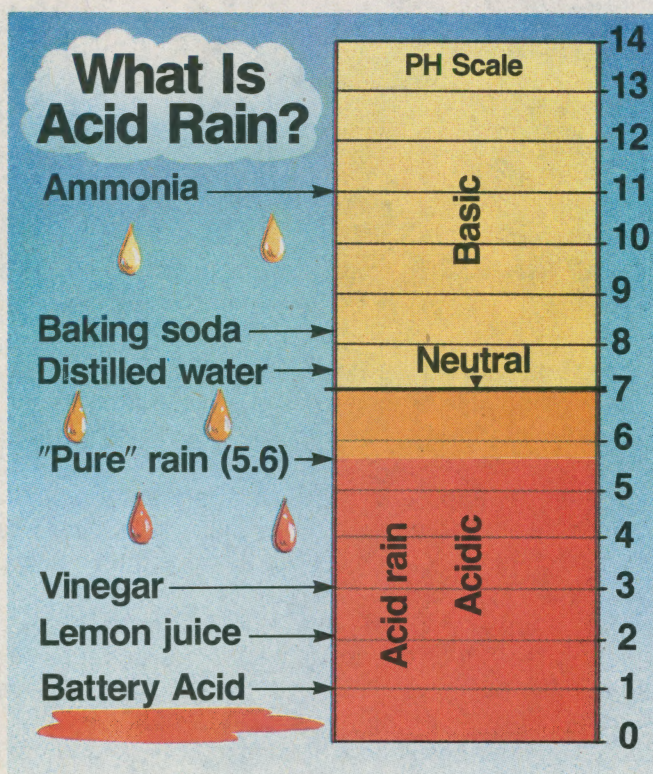 What Is
Acid Rain?
PH Scale
14
13
12
Ammonia
11
Basic
10
9
Baking soda
8
Distilled water
Neutral
7
6
"Pure" rain (5.6)
5
4
Acid rain
Acidic
Vinegar
3
Lemon juice
2
Battery Acid
1
0